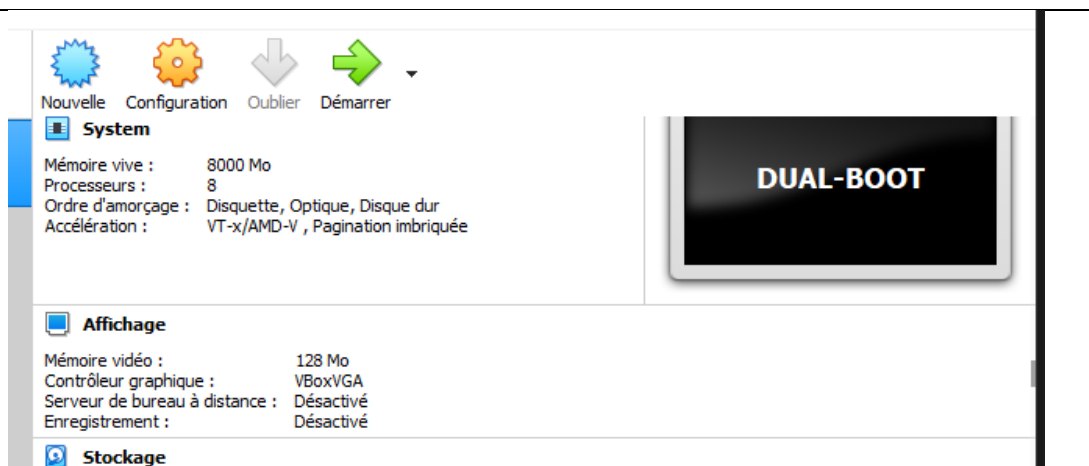 Nouvelle Configuration Oublier Démarrer
System
Mémoire vive : 8000 Mo
Processeurs : 8
Ordre d'amorçage : Disquette, Optique, Disque dur
Accélération : VT-x/AMD-V , Pagination imbriquée
DUAL-BOOT
Affichage
Mémoire vidéo : 128 Mo
Contrôleur graphique : VBoxVGA
Serveur de bureau à distance : Désactivé
Enregistrement : Désactivé
Stockage